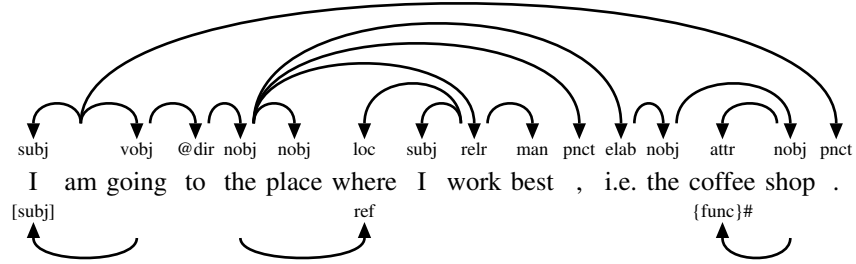 subj vobj @dir nobj nobj loc subj relr man pnct elab nobj attr nobj pnct
I am going to the place where I work best , i.e. the coffee shop .
[subj] ref {func}#